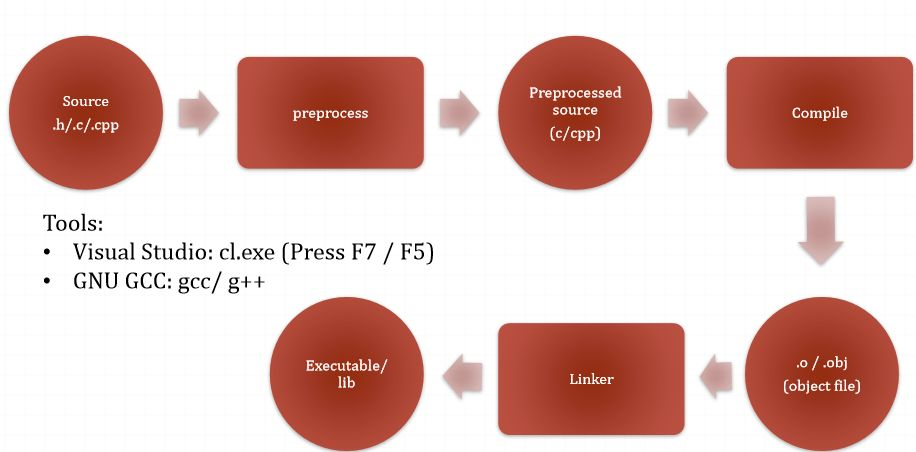 Source
.h/.c/.cpp
preprocess
Preprocessed
source
(c/cpp)
Compile
Tools:
• Visual Studio: cl.exe (Press F7 / F5)
• GNU GCC: gcc/ g++
Executable/
lib
Linker
.o / .obj
(object file)